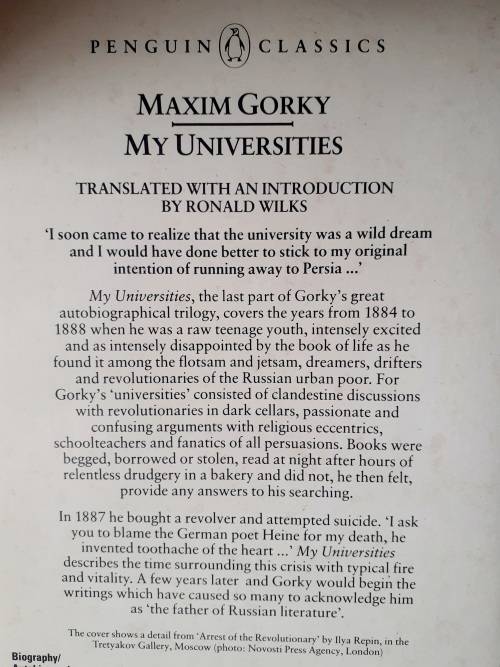 PENGUIN CLASSICS
MAXIM GORKY
MY UNIVERSITIES
TRANSLATED WITH AN INTRODUCTION
BY RONALD WILKS
‘I soon came to realize that the university was a wild dream
and I would have done better to stick to my original
intention of running away to Persia ...’
My Universities, the last part of Gorky’s great
autobiographical trilogy, covers the years from 1884 to
1888 when he was a raw teenage youth, intensely excited
and as intensely disappointed by the book of life as he
found it among the flotsam and jetsam, dreamers, drifters
and revolutionaries of the Russian urban poor. For
Gorky’s ‘universities’ consisted of clandestine discussions
with revolutionaries in dark cellars, passionate and
confusing arguments with religious eccentrics,
schoolteachers and fanatics of all persuasions. Books were
begged, borrowed or stolen, read at night after hours of
relentless drudgery in a bakery and did not, he then felt,
provide any answers to his searching.
In 1887 he bought a revolver and attempted suicide. ‘I ask
you to blame the German poet Heine for my death, he
invented toothache of the heart ...’ My Universities
describes the time surrounding this crisis with typical fire
and vitality. A few years later and Gorky would begin the
writings which have caused so many to acknowledge him
as ‘the father of Russian literature’.
The cover shows a detail from ‘Arrest of the Revolutionary’ by Ilya Repin, in the
Tretyakov Gallery, Moscow (photo: Novosti Press Agency, London)
Biography/